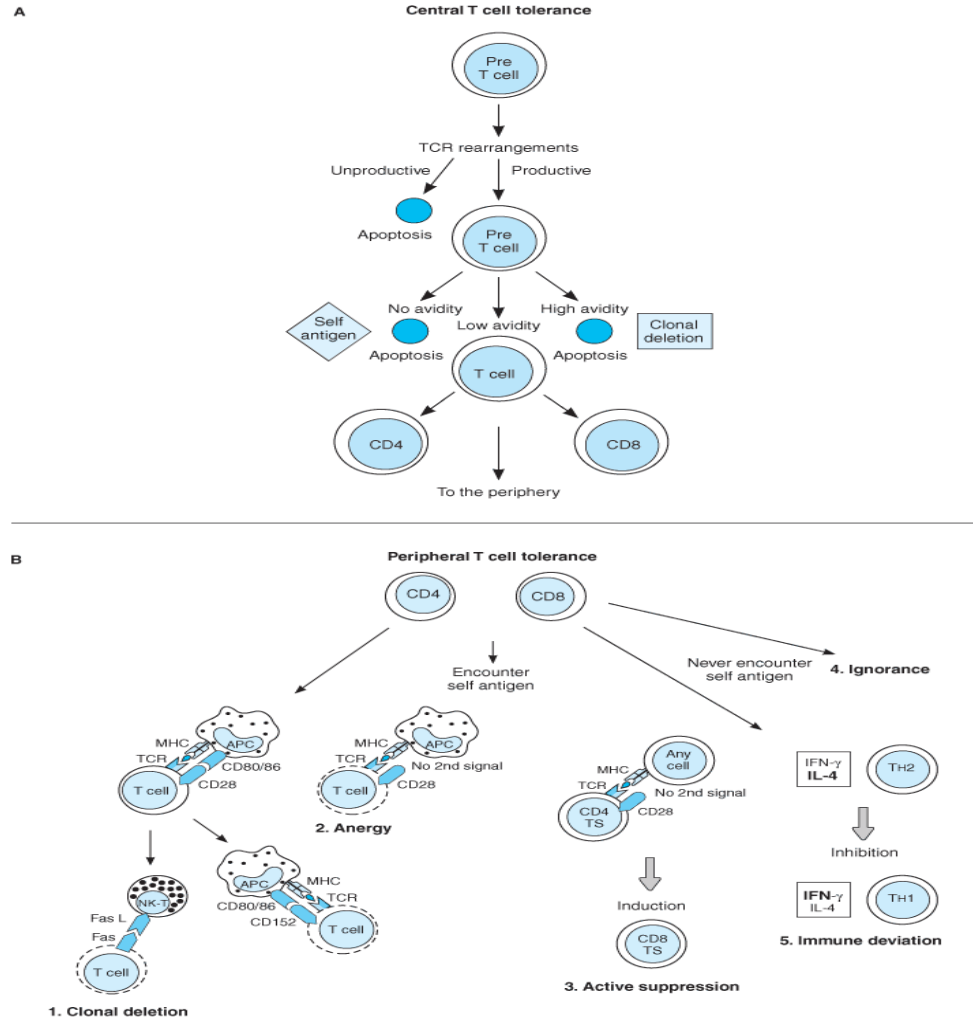 A
Central T cell tolerance
Pre
T cell
TCR rearrangements
Unproductive
Productive
Apoptosis
Pre
T cell
No avidity
High avidity
Self
antigen
Low avidity
Clonal
deletion
Apoptosis
Apoptosis
T cell
CD4
CD8
To the periphery
B
Peripheral T cell tolerance
CD4
CD8
Encounter
self antigen
Never encounter
self antigen
4. Ignorance
MHC
APC
TCR
CD80/86
T cell
CD28
MHC
APC
TCR
No 2nd signal
T cell
CD28
2. Anergy
Any
cell
MHC
TCR
No 2nd signal
CD4
TS
CD28
IFN-γ
IL-4
TH2
Inhibition
NK-T
Fas L
Fas
T cell
1. Clonal deletion
APC
MHC
CD80/86
TCR
CD152
T cell
Induction
CD8
TS
3. Active suppression
IFN-γ
IL-4
TH1
5. Immune deviation